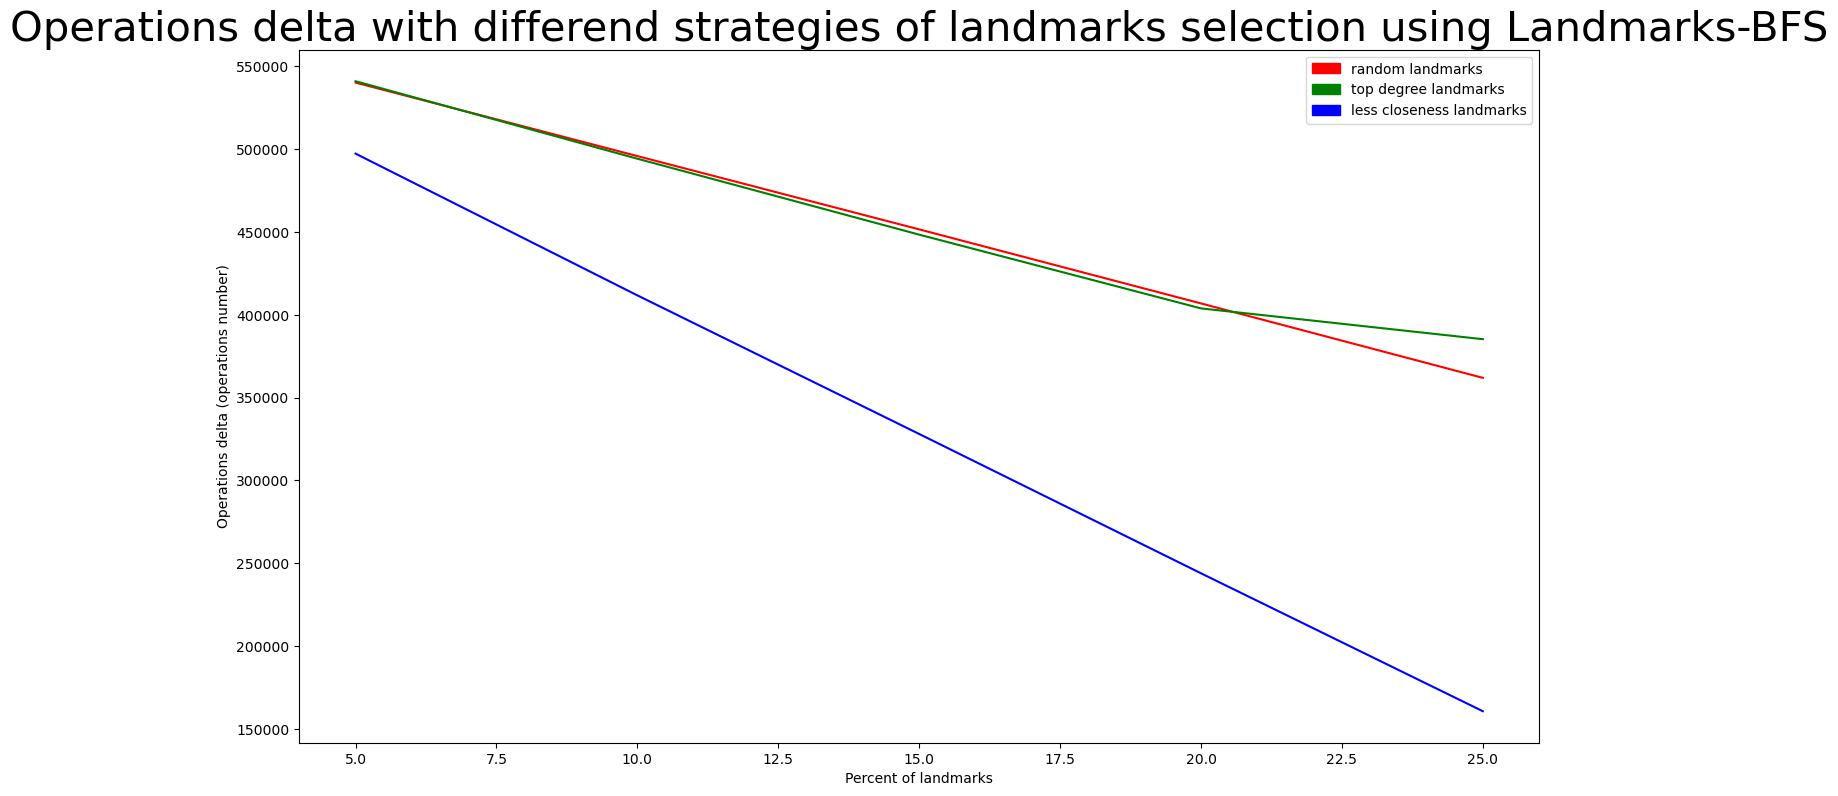 Operations delta with differend strategies of landmarks selection using Landmarks-BFS
random landmarks
top degree landmarks
less closeness landmarks
Operations delta (operations number)
550000
500000
450000
400000
350000
300000
250000
200000
150000
5.0 7.5 10.0 12.5 15.0 17.5 20.0 22.5 25.0
Percent of landmarks